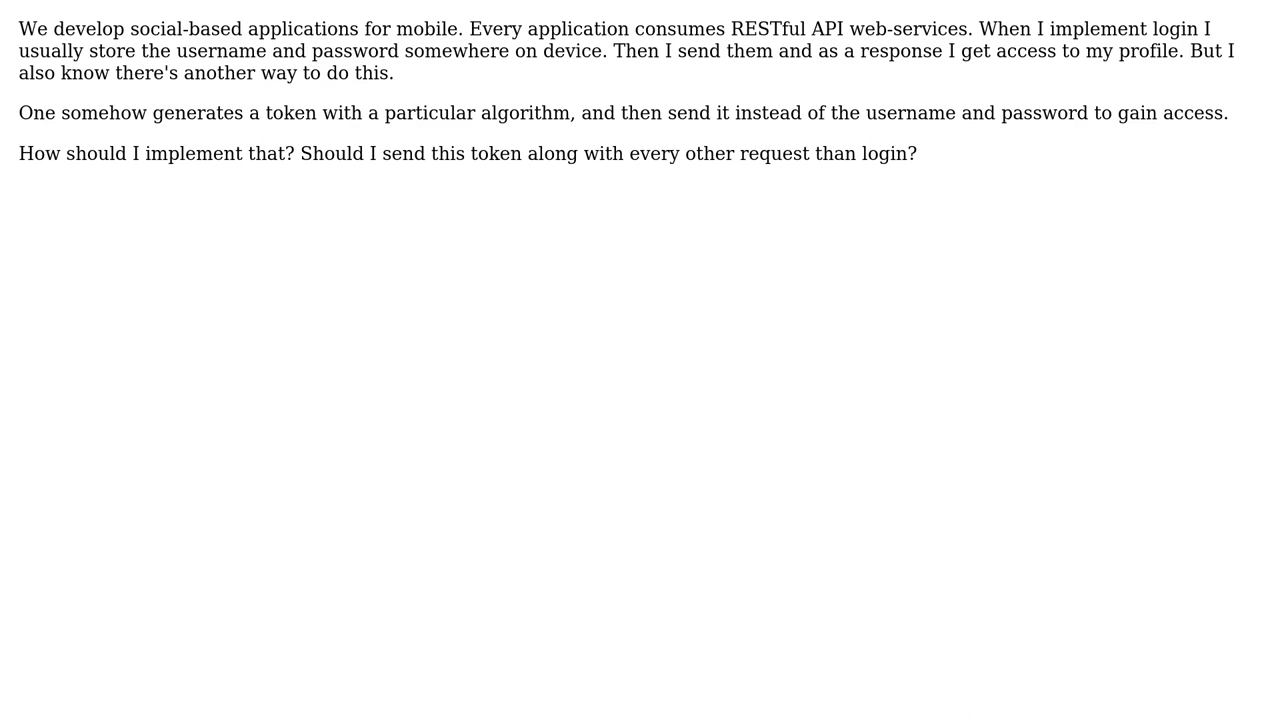 We develop social-based applications for mobile. Every application consumes RESTful API web-services. When I implement login I
usually store the username and password somewhere on device. Then I send them and as a response I get access to my profile. But I
also know there's another way to do this.
One somehow generates a token with a particular algorithm, and then send it instead of the username and password to gain access.
How should I implement that? Should I send this token along with every other request than login?